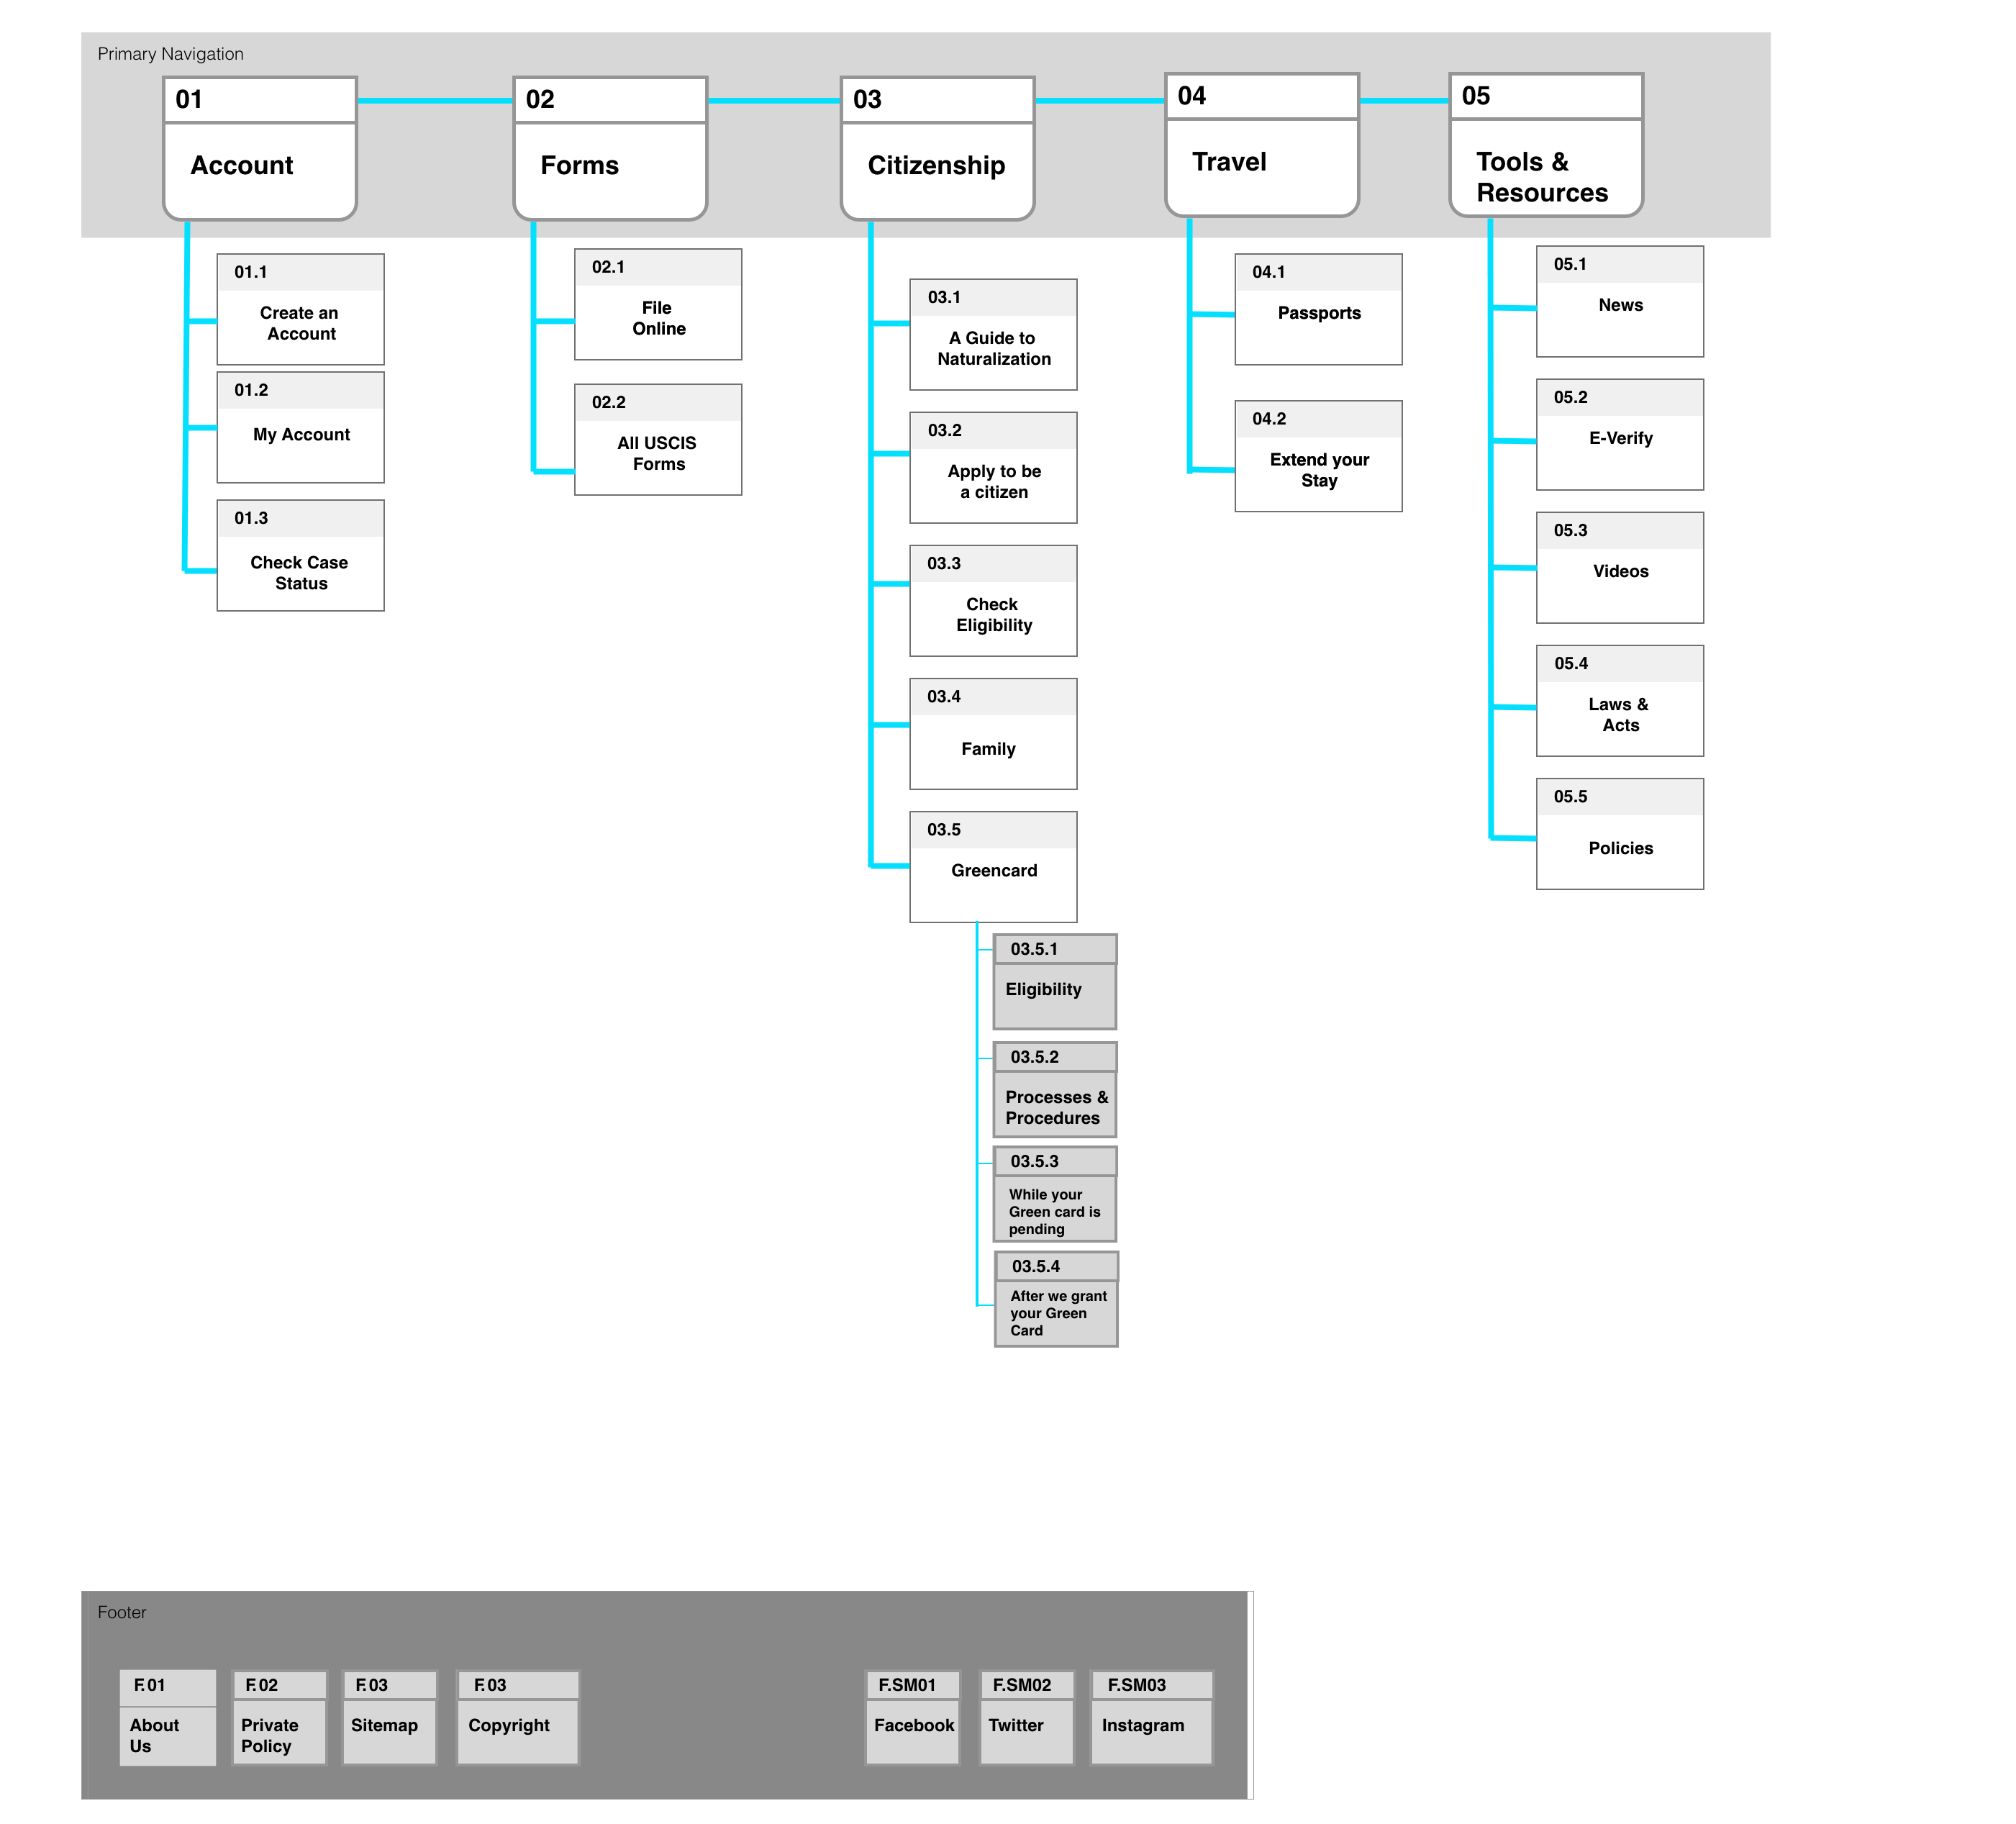 Primary Navigation
01
Account
02
Forms
03
Citizenship
04
Travel
05
Tools &
Resources
01.1
Create an
Account
01.2
My Account
01.3
Check Case
Status
02.1
File
Online
02.2
All USCIS
Forms
03.1
A Guide to
Naturalization
03.2
Apply to be
a citizen
03.3
Check
Eligibility
03.4
Family
03.5
Greencard
03.5.1
Eligibility
03.5.2
Processes &
Procedures
03.5.3
While your
Green card is
pending
03.5.4
After we grant
your Green
Card
04.1
Passports
04.2
Extend your
Stay
05.1
News
05.2
E-Verify
05.3
Videos
05.4
Laws &
Acts
05.5
Policies
Footer
F.01
About
Us
F.02
Private
Policy
F.03
Sitemap
F.03
Copyright
F.SM01
Facebook
F.SM02
Twitter
F.SM03
Instagram